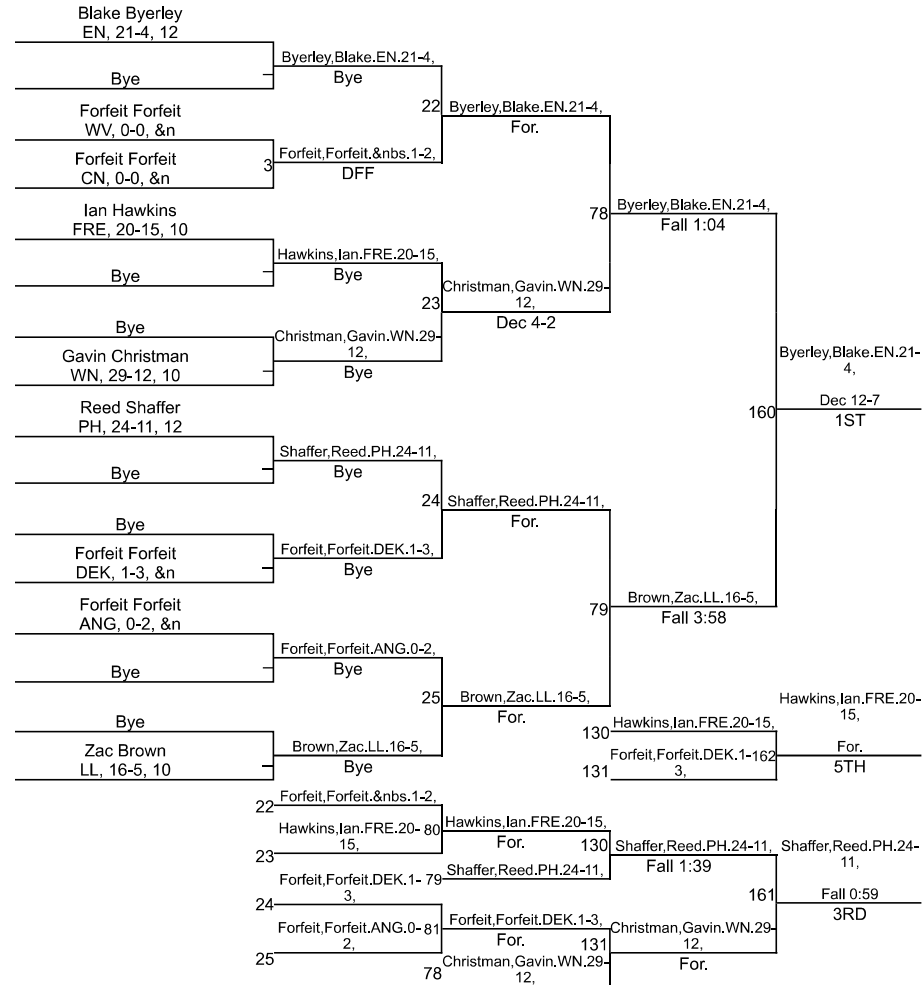 Blake Byerley
EN, 21-4, 12
Byerley,Blake.EN.21-4,
Bye
Bye
22
Byerley,Blake.EN.21-4,
For.
Forfeit Forfeit
WV, 0-0, &n
Forfeit Forfeit
CN, 0-0, &n
3
Forfeit,Forfeit.&nbs.1-2,
DFF
78
Byerley,Blake.EN.21-4,
Fall 1:04
Ian Hawkins
FRE, 20-15, 10
Hawkins,Ian.FRE.20-15,
Bye
Bye
23
Christman,Gavin.WN.29-
12,
Dec 4-2
Bye
Christman,Gavin.WN.29-
12,
Bye
Gavin Christman
WN, 29-12, 10
Byerley,Blake.EN.21-
4,
160
Dec 12-7
1ST
Reed Shaffer
PH, 24-11, 12
Shaffer,Reed.PH.24-11,
Bye
Bye
24
Shaffer,Reed.PH.24-11,
For.
Bye
Forfeit Forfeit
DEK, 1-3, &n
Forfeit,Forfeit.DEK.1-3,
Bye
79
Brown,Zac.LL.16-5,
Fall 3:58
Forfeit Forfeit
ANG, 0-2, &n
Forfeit,Forfeit.ANG.0-2,
Bye
Bye
25
Brown,Zac.LL.16-5,
For.
Bye
Zac Brown
LL, 16-5, 10
Brown,Zac.LL.16-5,
Bye
130
Hawkins,Ian.FRE.20-15,
131
Forfeit,Forfeit.DEK.1-
3,
162
Hawkins,Ian.FRE.20-
15,
For.
5TH
22
Forfeit,Forfeit.&nbs.1-2,
23
Hawkins,Ian.FRE.20-
15,
80
Hawkins,Ian.FRE.20-15,
For.
79
Shaffer,Reed.PH.24-11,
130
Shaffer,Reed.PH.24-11,
Fall 1:39
24
Forfeit,Forfeit.DEK.1-
3,
25
Forfeit,Forfeit.ANG.0-
2,
81
Forfeit,Forfeit.DEK.1-3,
For.
78
Christman,Gavin.WN.29-
12,
131
Christman,Gavin.WN.29-
12,
For.
161
Shaffer,Reed.PH.24-
11,
Fall 0:59
3RD